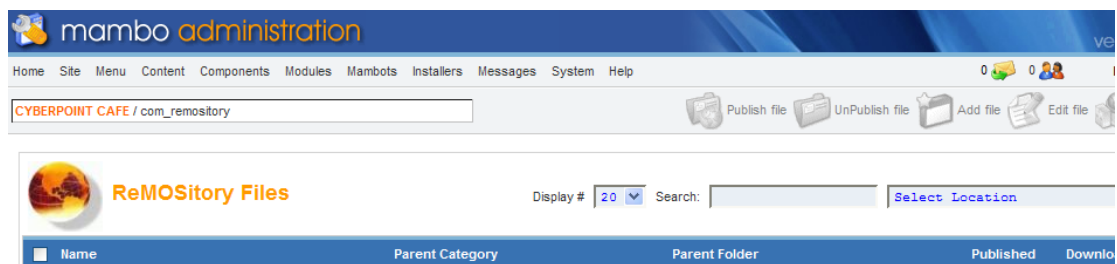 mambo administration
ve
Home Site Menu Content Components Modules Mambots Installers Messages System Help 0 0
CYBERPOINT CAFE / com_remository Publish file UnPublish file Add file Edit file
ReMOSitory Files Display # 20 Search: Select Location
Name Parent Category Parent Folder Published Downlo